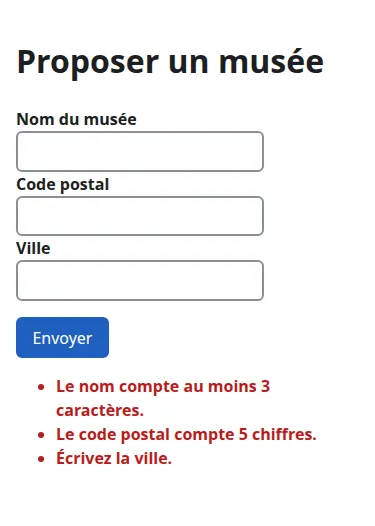 Proposer un musée
Nom du musée
Code postal
Ville
Envoyer
Le nom compte au moins 3
caractères.
Le code postal compte 5 chiffres.
Écrivez la ville.